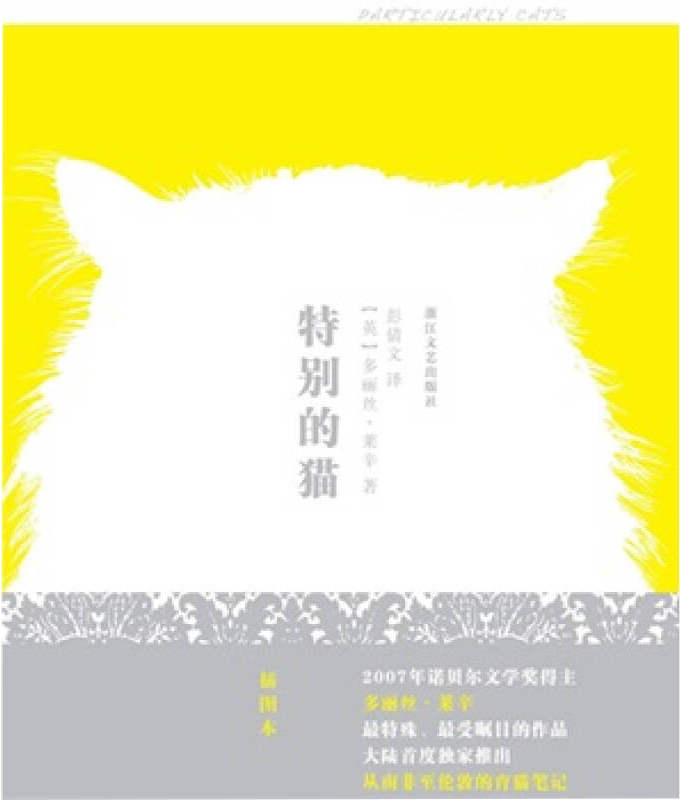 PARTICULARLY CATS
特别的猫
【英】多丽丝·莱辛 著
彭倩文 译
浙江文艺出版社
插图本
2007年诺贝尔文学奖得主
多丽丝·莱辛
最特殊、最受瞩目的作品
大陆首度独家推出
从南非至伦敦的育猫笔记